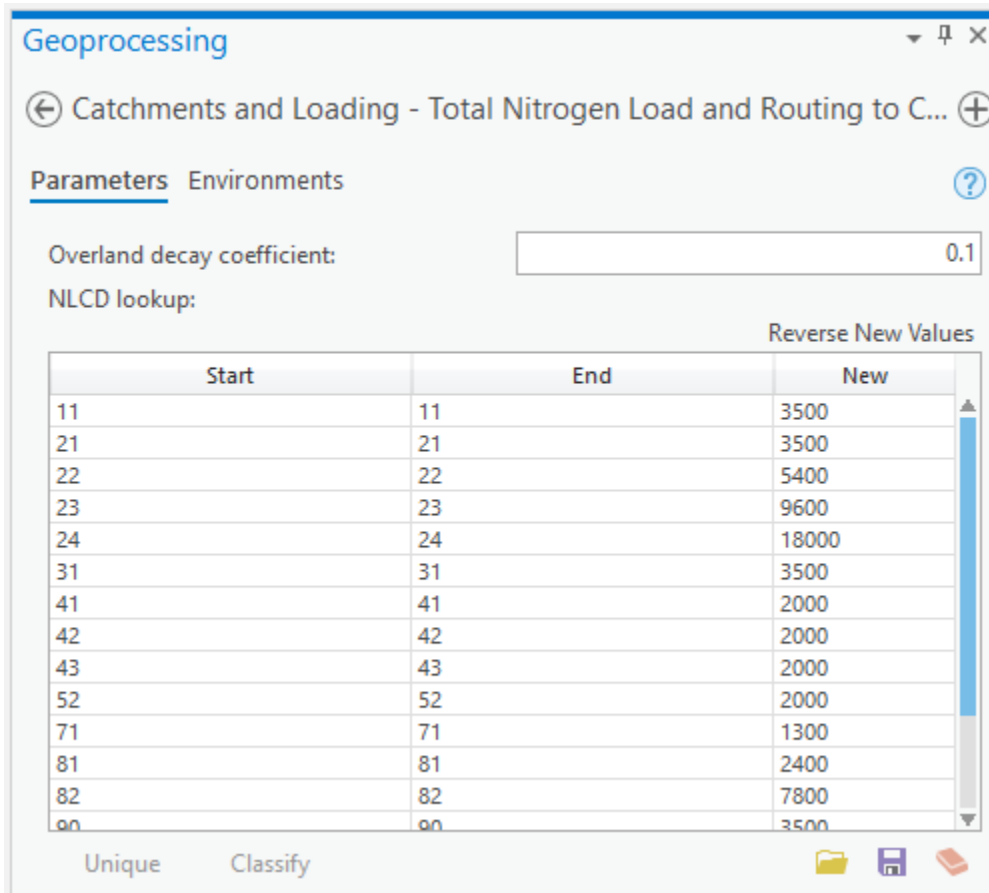 Geoprocessing
Catchments and Loading - Total Nitrogen Load and Routing to C...
Parameters Environments
Overland decay coefficient: 0.1
NLCD lookup:
Reverse New Values
Start End New
11 11 3500
21 21 3500
22 22 5400
23 23 9600
24 24 18000
31 31 3500
41 41 2000
42 42 2000
43 43 2000
52 52 2000
71 71 1300
81 81 2400
82 82 7800
90 90 3500
Unique Classify